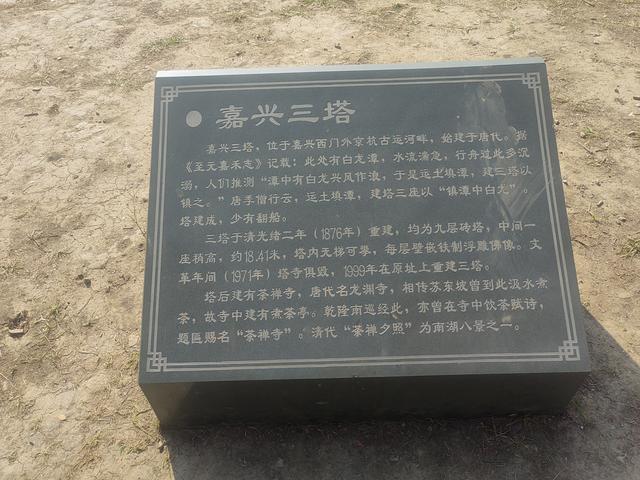 嘉兴三塔
嘉兴三塔，位于嘉兴西门外京杭古运河畔，始建于唐代。据
《至元嘉禾志》记载：此处有白龙潭，水流湍急，行舟过此多沉
溺，人们推测“潭中有白龙兴风作浪，于是运土填潭，建三塔以
镇之。”唐季僧行云，运土填潭，建塔三座以“镇潭中白龙”。
塔建成，少有翻船。
三塔于清光绪二年（1876年）重建，均为九层砖塔，中间一
座稍高，约18.41米，塔内无梯可攀，每层壁嵌铁制浮雕佛像。文
革年间（1971年）塔寺俱毁，1999年在原址上重建三塔。
塔后建有茶禅寺，唐代名龙渊寺，相传苏东坡曾到此汲水煮
茶，故寺中建有煮茶亭。乾隆南巡经此，亦曾在寺中饮茶赋诗，
题匾赐名“茶禅寺”。清代“茶禅夕照”为南湖八景之一。